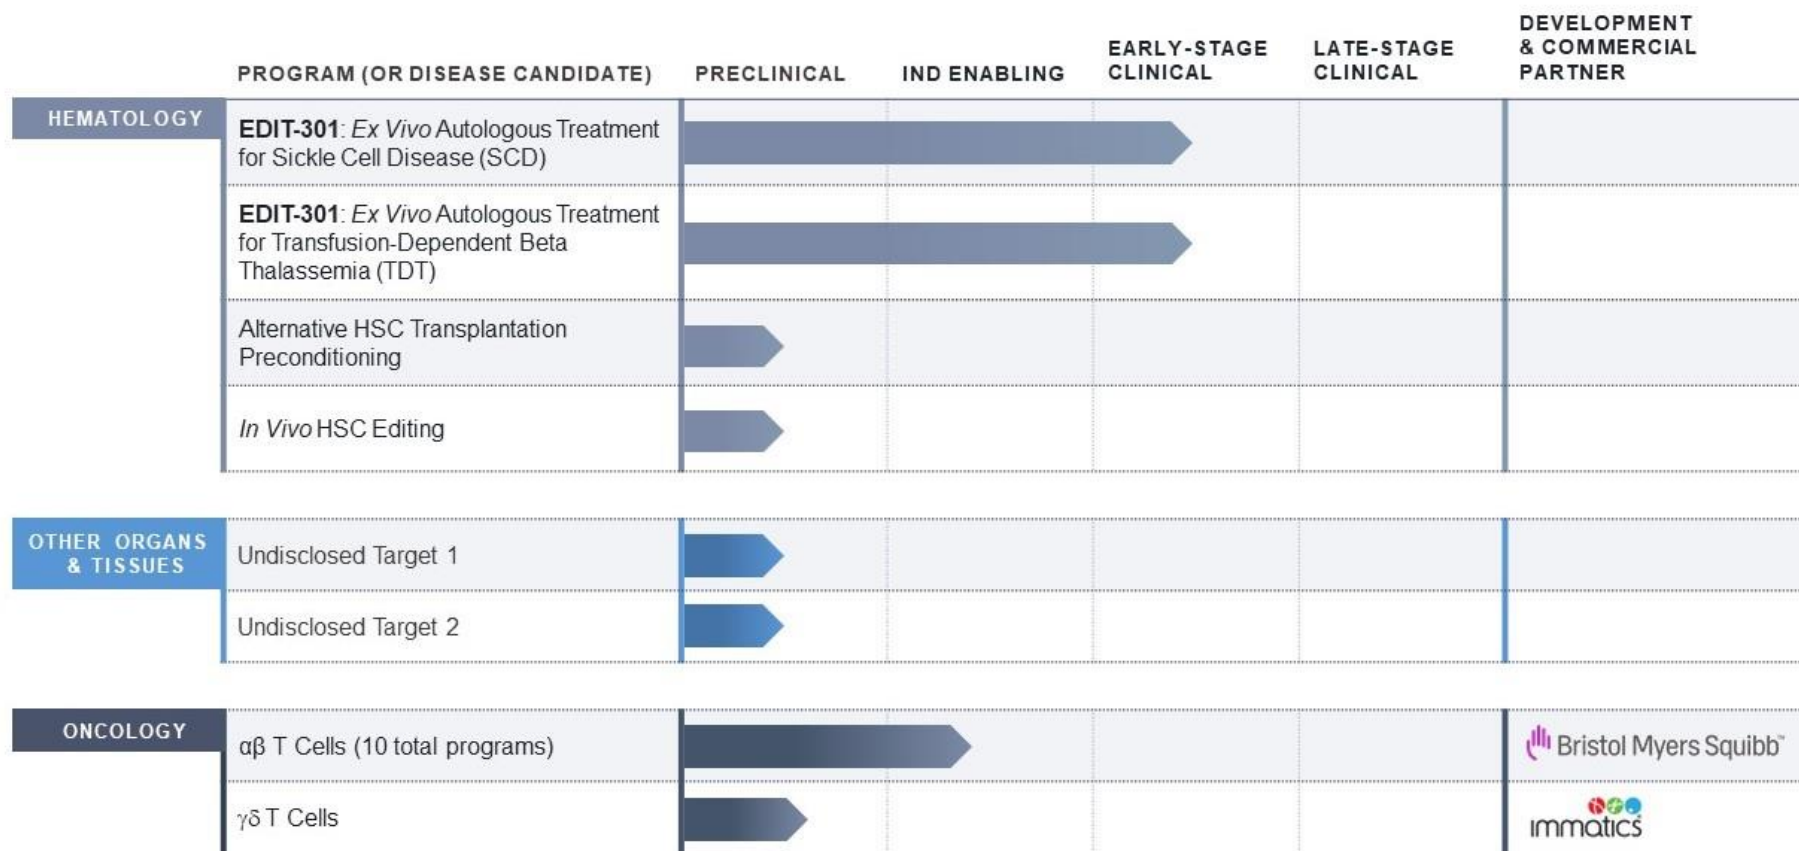 PROGRAM (OR DISEASE CANDIDATE)
PRECLINICAL
IND ENABLING
EARLY-STAGE
CLINICAL
LATE-STAGE
CLINICAL
DEVELOPMENT
& COMMERCIAL
PARTNER
HEMATOLOGY
EDIT-301: Ex Vivo Autologous Treatment
for Sickle Cell Disease (SCD)
EDIT-301: Ex Vivo Autologous Treatment
for Transfusion-Dependent Beta
Thalassemia (TDT)
Alternative HSC Transplantation
Preconditioning
In Vivo HSC Editing
OTHER ORGANS
& TISSUES
Undisclosed Target 1
Undisclosed Target 2
ONCOLOGY
αβ T Cells (10 total programs)
Bristol Myers Squibb™
γδ T Cells
immatics